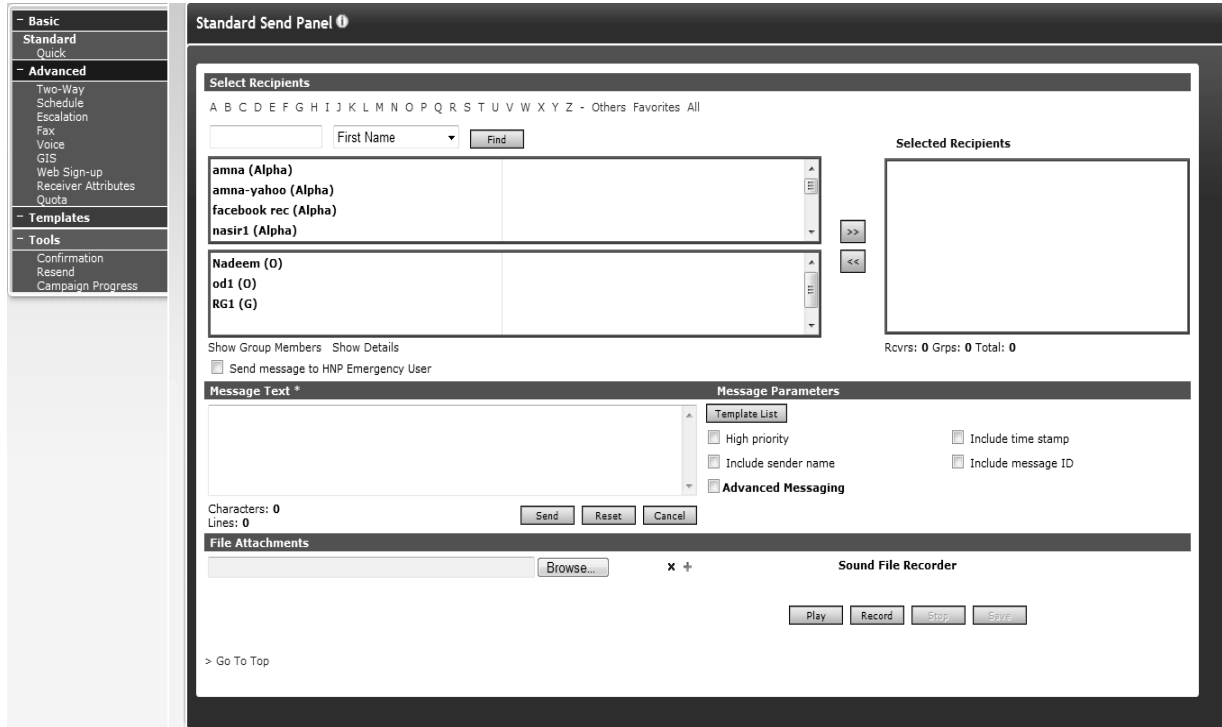 − Basic
Standard
Quick
− Advanced
Two-Way
Schedule
Escalation
Fax
Voice
GIS
Web Sign-up
Receiver Attributes
Quota
− Templates
− Tools
Confirmation
Resend
Campaign Progress
Standard Send Panel
Select Recipients
A B C D E F G H I J K L M N O P Q R S T U V W X Y Z - Others Favorites All
First Name Find
Selected Recipients
amna (Alpha)
amna-yahoo (Alpha)
facebook rec (Alpha)
nasir1 (Alpha)
>>
<<
Nadeem (O)
od1 (O)
RG1 (G)
Show Group Members Show Details
Rcvrs: 0 Grps: 0 Total: 0
Send message to HNP Emergency User
Message Text * Message Parameters
Template List
High priority Include time stamp
Include sender name Include message ID
Advanced Messaging
Characters: 0
Lines: 0
Send Reset Cancel
File Attachments
Browse... x + Sound File Recorder
Play Record Stop Save
> Go To Top